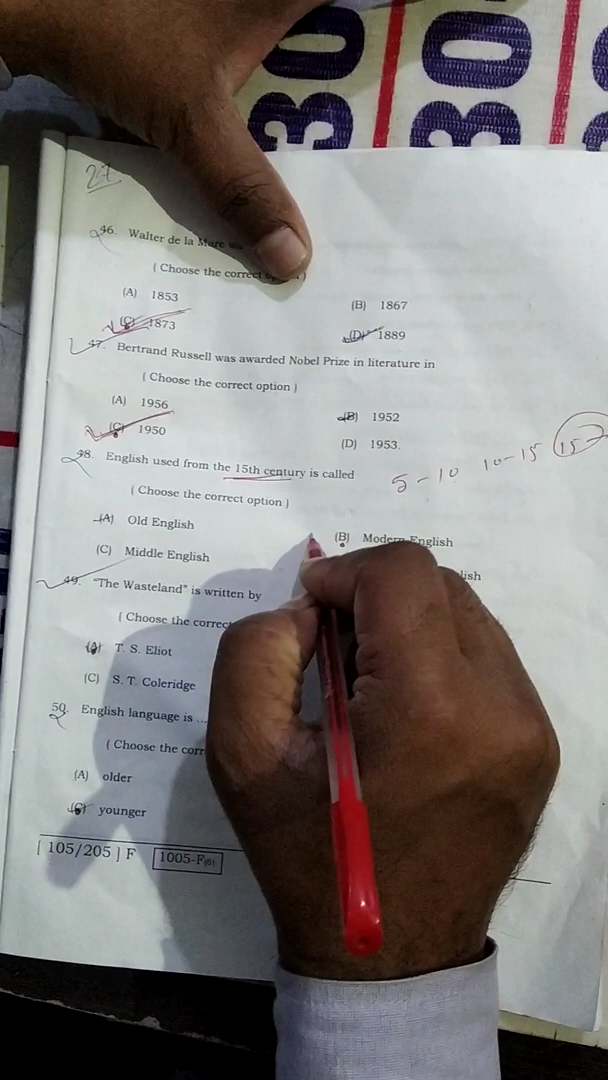 30
30
27
46. Walter de la Mare
( Choose the correct
(A) 1853
(B) 1867
(C) 1873
(D) 1889
47. Bertrand Russell was awarded Nobel Prize in literature in
( Choose the correct option )
(A) 1956
(B) 1952
(C) 1950
(D) 1953.
5-10 10-15 15
48. English used from the 15th century is called
( Choose the correct option )
(A) Old English
(B) Modern English
(C) Middle English
lish
49. "The Wasteland" is written by
( Choose the correct
(A) T. S. Eliot
(C) S. T. Coleridge
50. English language is ...
( Choose the corr
(A) older
(C) younger
[ 105/205 ] F 1005-F(6)